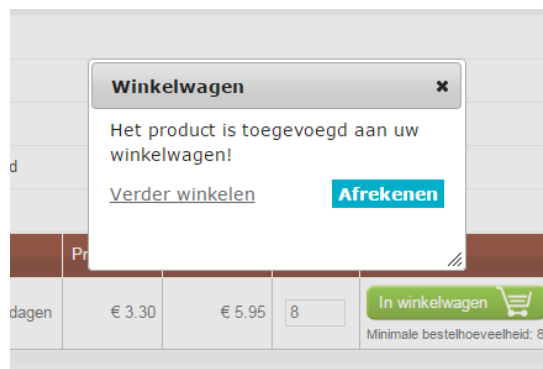 Winkelwagen
Het product is toegevoegd aan uw
winkelwagen!
Verder winkelen Afrekenen
d
Pr
dagen € 3.30 € 5.95 8 In winkelwagen
Minimale bestelhoeveelheid: 8